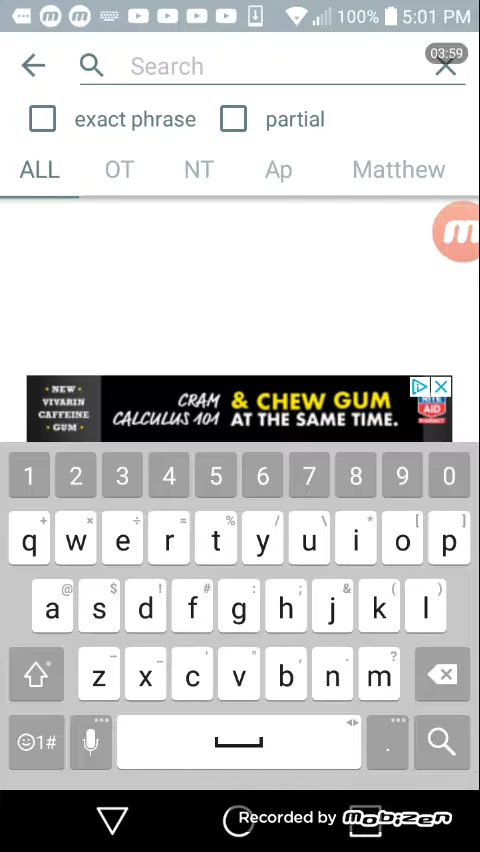 100% 5:01 PM
Search
03:59
exact phrase partial
ALL OT NT Ap Matthew
m
• NEW •
VIVARIN
CAFFEINE
• GUM •
CRAM
CALCULUS 101
& CHEW GUM
AT THE SAME TIME.
RITE
AID
1 2 3 4 5 6 7 8 9 0
+ × ÷ = % / \ * [ ]
q w e r t y u i o p
@ $ ! # : ; & ( )
a s d f g h j k l
– _ ' " , . ?
z x c v b n m
1# .
Recorded by mobizen